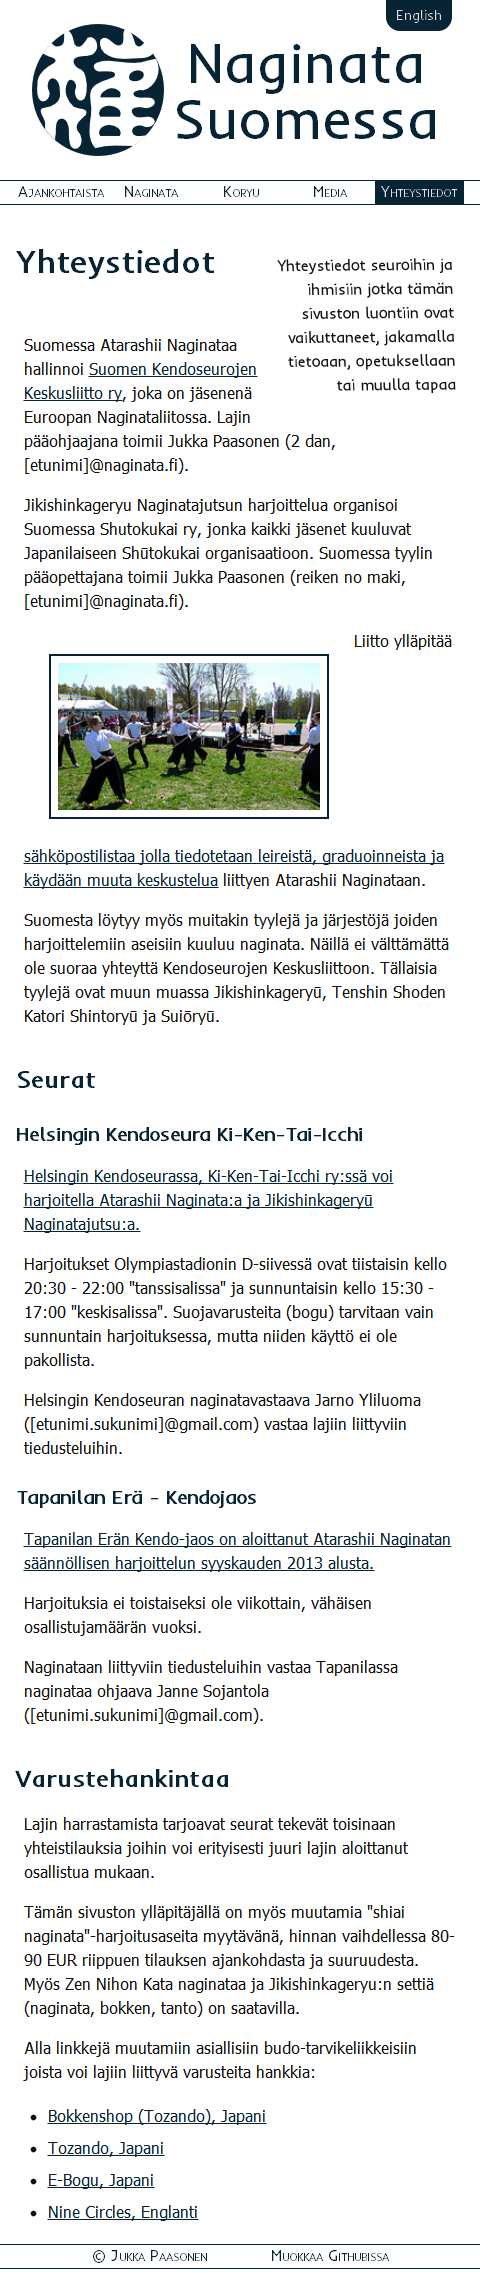 English
Naginata
Suomessa
Ajankohtaista Naginata Koryu Media Yhteystiedot
Yhteystiedot
Yhteystiedot seuroihin ja
ihmisiin jotka tämän
sivuston luontiin ovat
vaikuttaneet, jakamalla
tietoaan, opetuksellaan
tai muulla tapaa
Suomessa Atarashii Naginataa
hallinnoi Suomen Kendoseurojen
Keskusliitto ry, joka on jäsenenä
Euroopan Naginataliitossa. Lajin
pääohjaajana toimii Jukka Paasonen (2 dan,
[etunimi]@naginata.fi).
Jikishinkageryu Naginatajutsun harjoittelua organisoi
Suomessa Shutokukai ry, jonka kaikki jäsenet kuuluvat
Japanilaiseen Shūtokukai organisaatioon. Suomessa tyylin
pääopettajana toimii Jukka Paasonen (reiken no maki,
[etunimi]@naginata.fi).
Liitto ylläpitää
sähköpostilistaa jolla tiedotetaan leireistä, graduoinneista ja
käydään muuta keskustelua liittyen Atarashii Naginataan.
Suomesta löytyy myös muitakin tyylejä ja järjestöjä joiden
harjoittelemiin aseisiin kuuluu naginata. Näillä ei välttämättä
ole suoraa yhteyttä Kendoseurojen Keskusliittoon. Tällaisia
tyylejä ovat muun muassa Jikishinkageryū, Tenshin Shoden
Katori Shintoryū ja Suiōryū.
Seurat
Helsingin Kendoseura Ki-Ken-Tai-Icchi
Helsingin Kendoseurassa, Ki-Ken-Tai-Icchi ry:ssä voi
harjoitella Atarashii Naginata:a ja Jikishinkageryū
Naginatajutsu:a.
Harjoitukset Olympiastadionin D-siivessä ovat tiistaisin kello
20:30 - 22:00 "tanssisalissa" ja sunnuntaisin kello 15:30 -
17:00 "keskisalissa". Suojavarusteita (bogu) tarvitaan vain
sunnuntain harjoituksessa, mutta niiden käyttö ei ole
pakollista.
Helsingin Kendoseuran naginatavastaava Jarno Yliluoma
([etunimi.sukunimi]@gmail.com) vastaa lajiin liittyviin
tiedusteluihin.
Tapanilan Erä - Kendojaos
Tapanilan Erän Kendo-jaos on aloittanut Atarashii Naginatan
säännöllisen harjoittelun syyskauden 2013 alusta.
Harjoituksia ei toistaiseksi ole viikottain, vähäisen
osallistujamäärän vuoksi.
Naginataan liittyviin tiedusteluihin vastaa Tapanilassa
naginataa ohjaava Janne Sojantola
([etunimi.sukunimi]@gmail.com).
Varustehankintaa
Lajin harrastamista tarjoavat seurat tekevät toisinaan
yhteistilauksia joihin voi erityisesti juuri lajin aloittanut
osallistua mukaan.
Tämän sivuston ylläpitäjällä on myös muutamia "shiai
naginata"-harjoitusaseita myytävänä, hinnan vaihdellessa 80-
90 EUR riippuen tilauksen ajankohdasta ja suuruudesta.
Myös Zen Nihon Kata naginataa ja Jikishinkageryu:n settiä
(naginata, bokken, tanto) on saatavilla.
Alla linkkejä muutamiin asiallisiin budo-tarvikeliikkeisiin
joista voi lajiin liittyvä varusteita hankkia:
• Bokkenshop (Tozando), Japani
• Tozando, Japani
• E-Bogu, Japani
• Nine Circles, Englanti
© Jukka Paasonen Muokkaa Githubissa